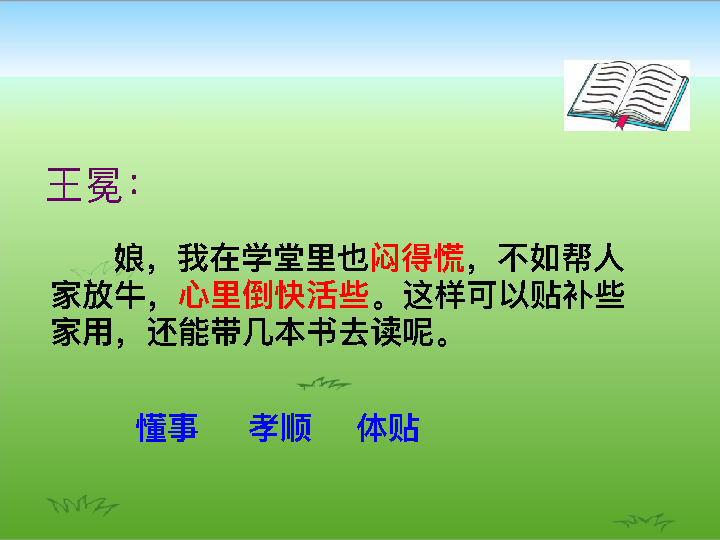 王冕：
娘，我在学堂里也闷得慌，不如帮人
家放牛，心里倒快活些。这样可以贴补些
家用，还能带几本书去读呢。
懂事 孝顺 体贴